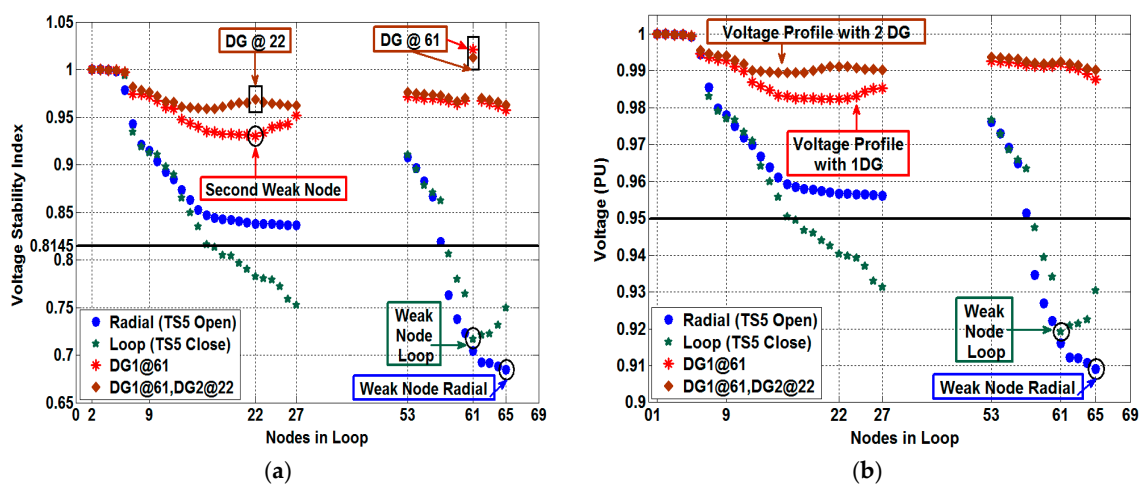 1.05
1
0.95
0.9
0.85
0.8145
0.8
0.75
0.7
0.65
Voltage Stability Index
DG @ 22
DG @ 61
Second Weak Node
Weak
Node
Loop
Weak Node Radial
Radial (TS5 Open)
Loop (TS5 Close)
DG1@61
DG1@61,DG2@22
2 9 22 27 53 61 65 69
Nodes in Loop
(a)
1
0.99
0.98
0.97
0.96
0.95
0.94
0.93
0.92
0.91
0.9
Voltage (PU)
Voltage Profile with 2 DG
Voltage Profile
with 1DG
Weak
Node
Loop
Weak Node Radial
Radial (TS5 Open)
Loop (TS5 Close)
DG1@61
DG1@61,DG2@22
01 9 22 27 53 61 65 69
Nodes in Loop
(b)